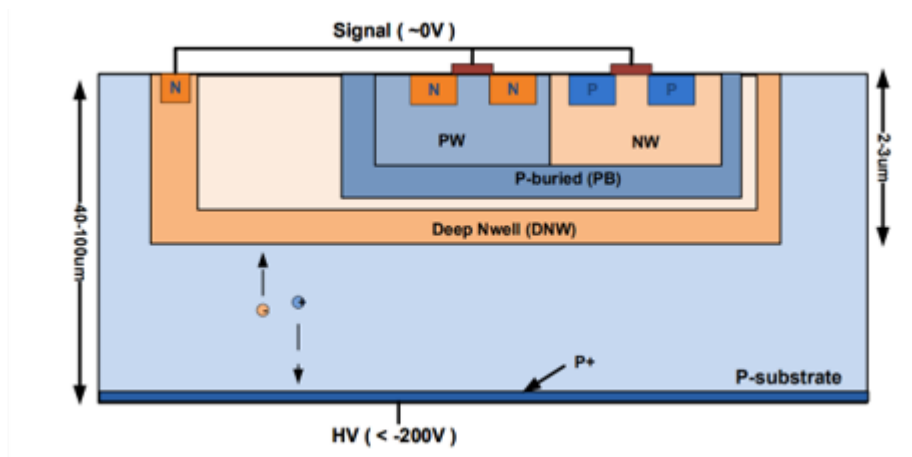 Signal ( ~0V )
N
N
N
P
P
PW
NW
P-buried (PB)
Deep Nwell (DNW)
2-3um
40-100um
P+
P-substrate
HV ( < -200V )